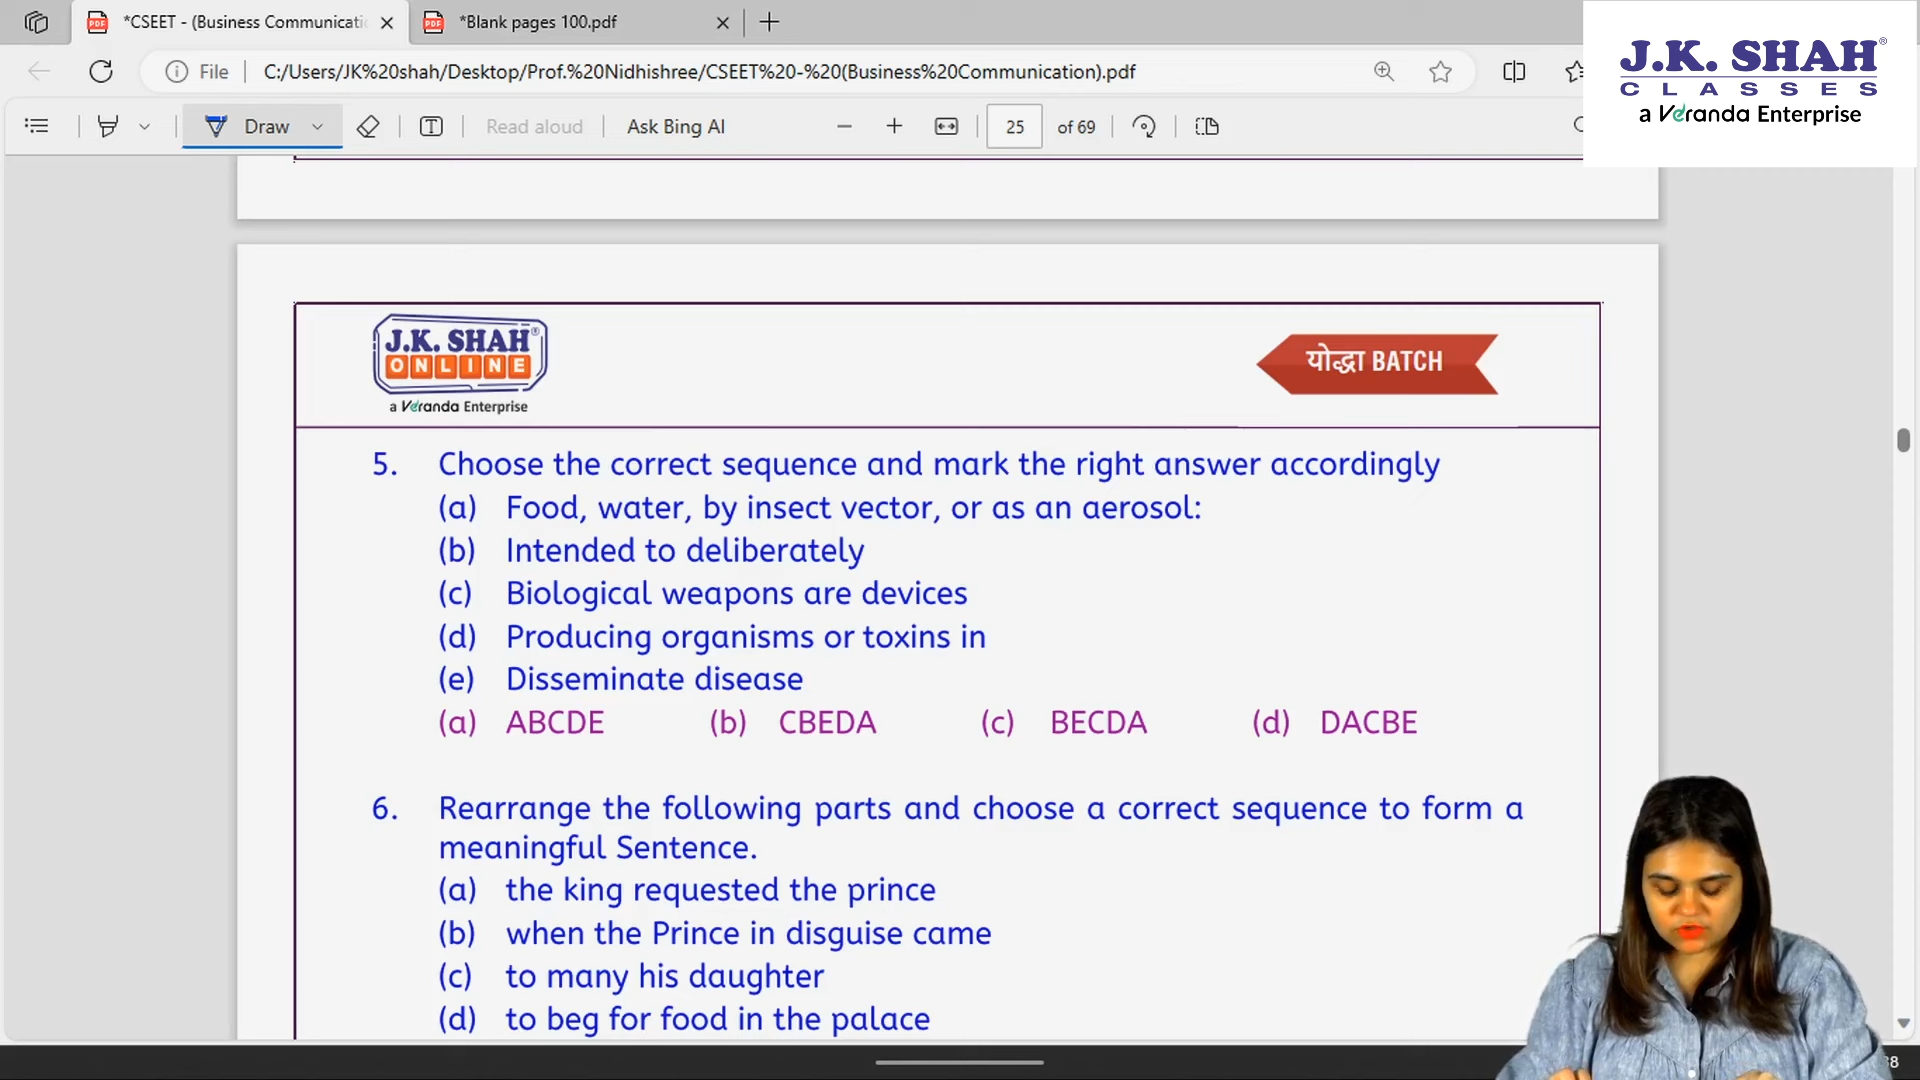 *CSEET - (Business Communicati
*Blank pages 100.pdf
File
C:/Users/JK%20shah/Desktop/Prof.%20Nidhishree/CSEET%20-%20(Business%20Communication).pdf
Draw
Read aloud
Ask Bing AI
25
of 69
J.K. SHAH®
CLASSES
a Veranda Enterprise
J.K. SHAH®
ONLINE
a Veranda Enterprise
योद्धा BATCH
5. Choose the correct sequence and mark the right answer accordingly
(a) Food, water, by insect vector, or as an aerosol:
(b) Intended to deliberately
(c) Biological weapons are devices
(d) Producing organisms or toxins in
(e) Disseminate disease
(a) ABCDE (b) CBEDA (c) BECDA (d) DACBE
6. Rearrange the following parts and choose a correct sequence to form a
meaningful Sentence.
(a) the king requested the prince
(b) when the Prince in disguise came
(c) to many his daughter
(d) to beg for food in the palace